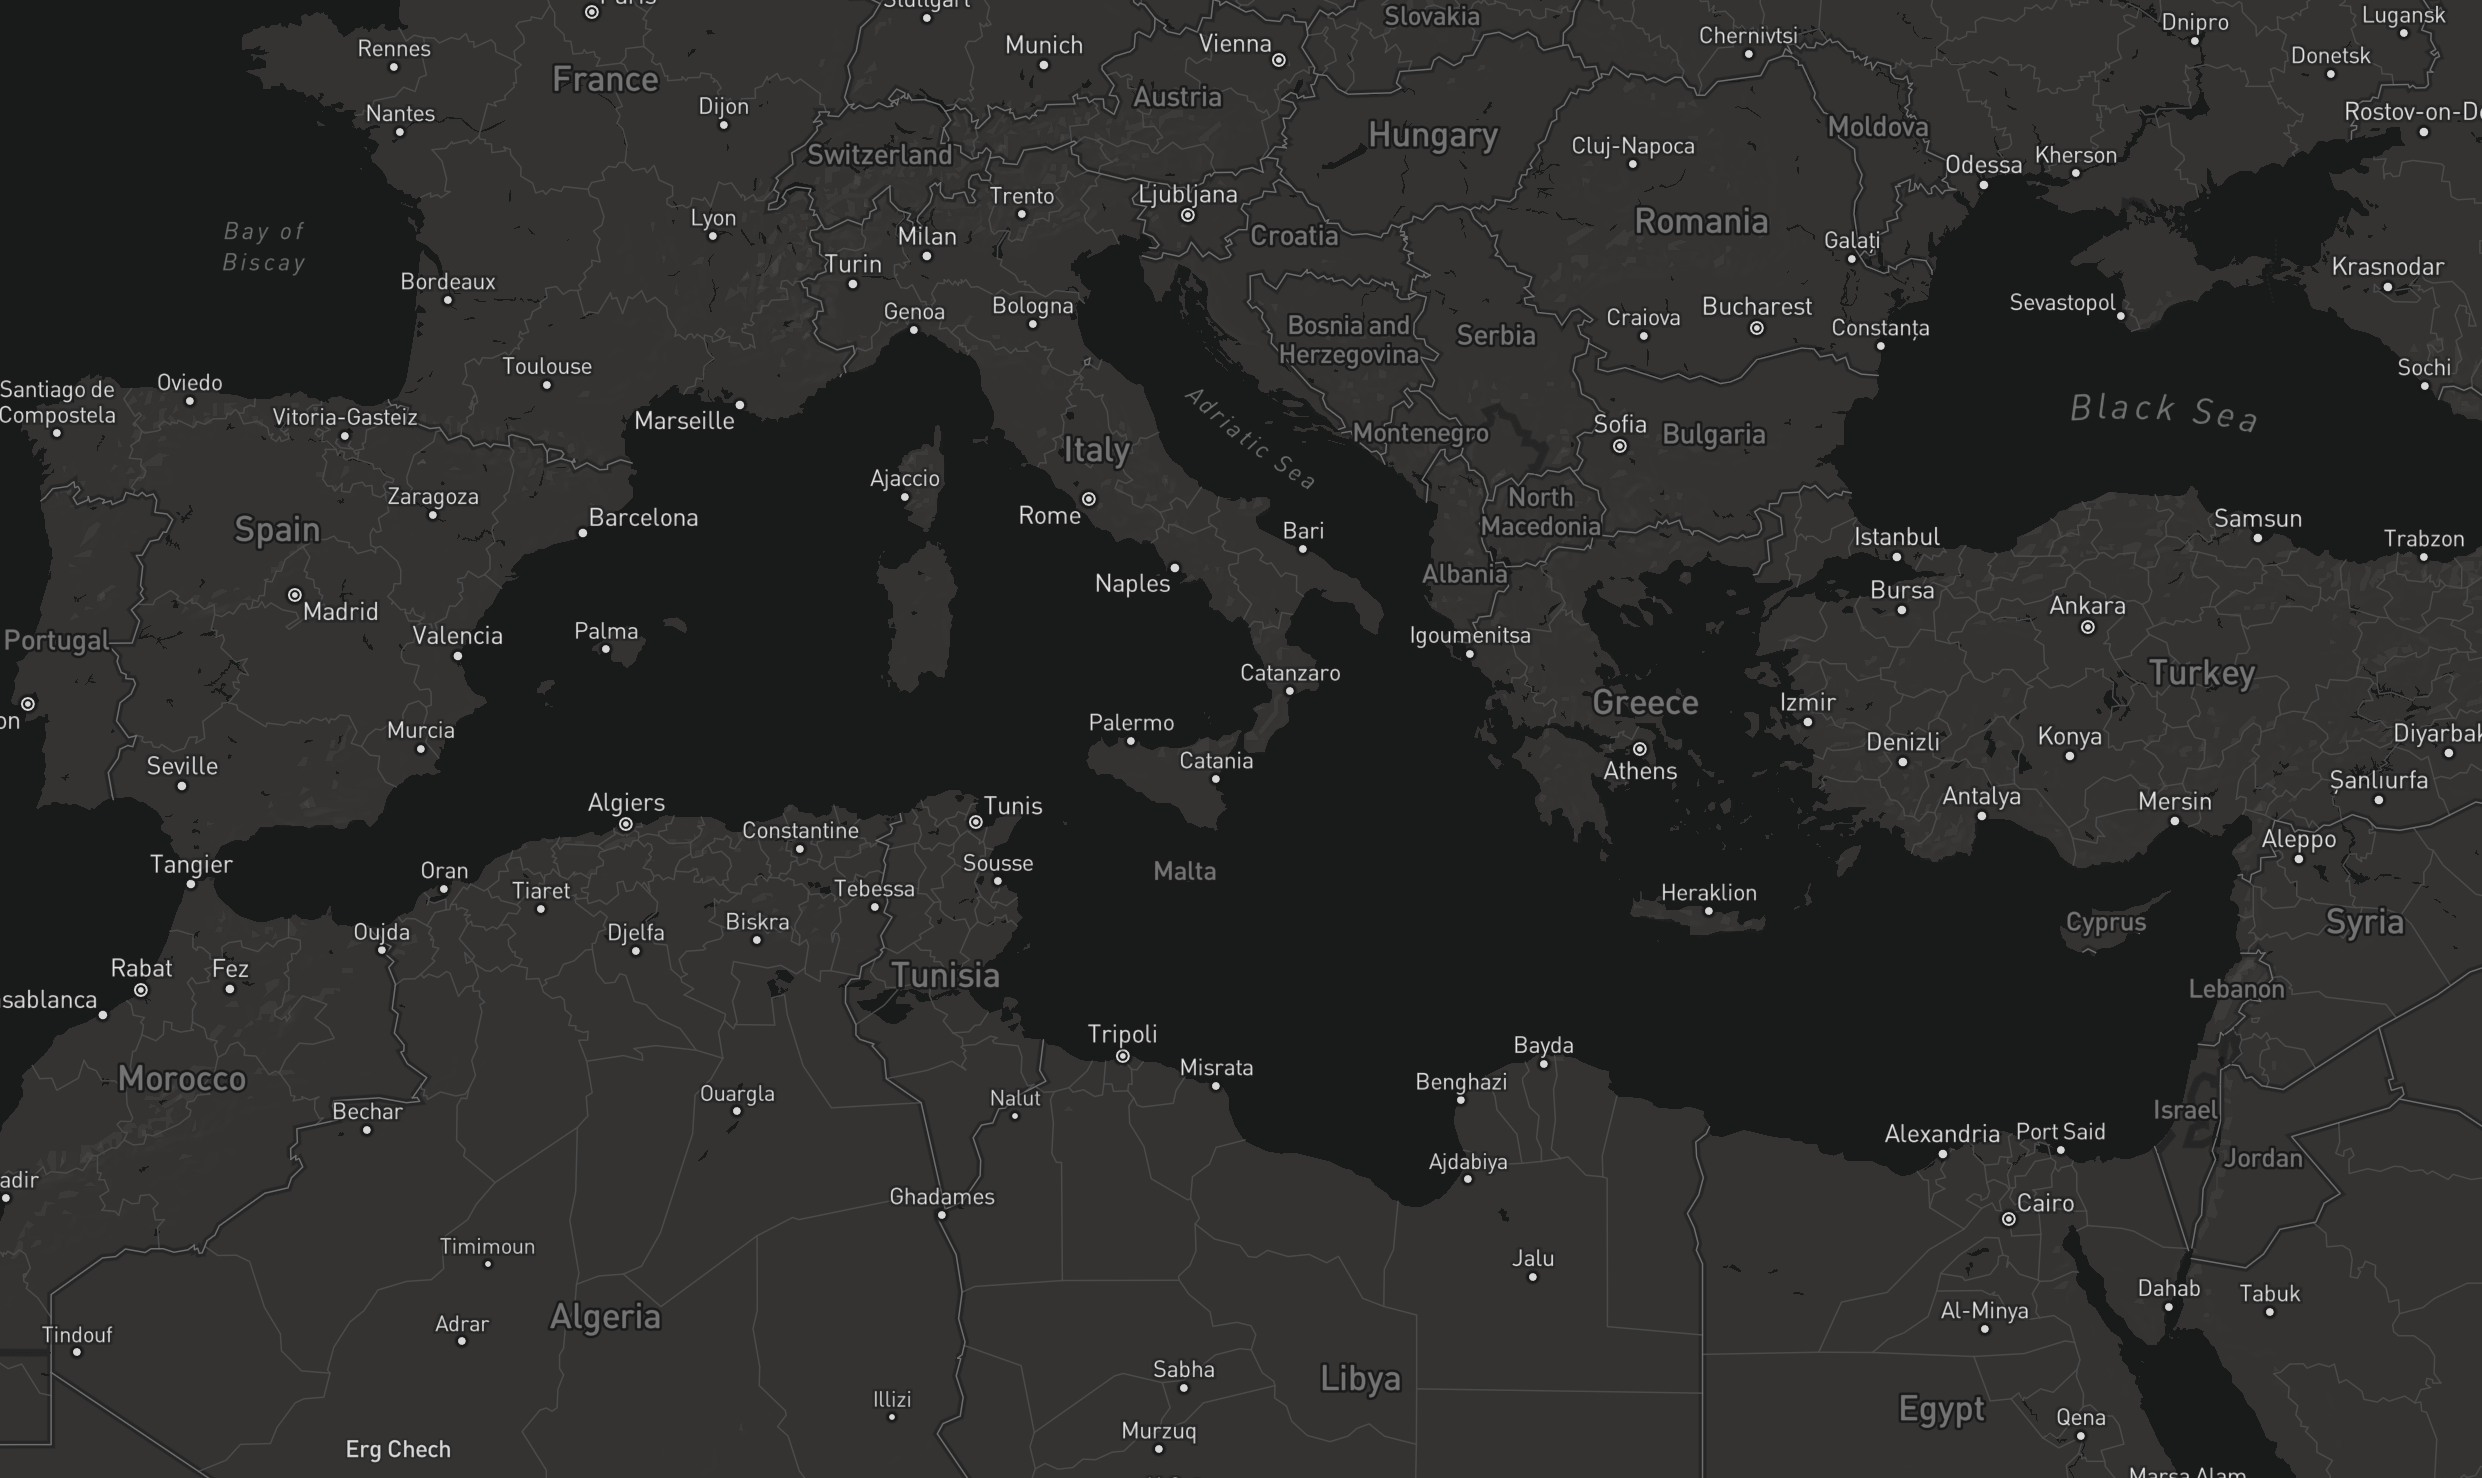 Paris
Stuttgart
Slovakia
Dnipro
Lugansk
Rennes
Munich
Vienna
Chernivtsi
Donetsk
France
Austria
Nantes
Dijon
Rostov-on-Do
Switzerland
Hungary
Cluj-Napoca
Moldova
Odessa
Kherson
Lyon
Trento
Ljubljana
Bay of
Biscay
Milan
Croatia
Romania
Galați
Turin
Krasnodar
Bordeaux
Genoa
Bologna
Bosnia and
Herzegovina
Serbia
Craiova
Bucharest
Constanța
Sevastopol
Toulouse
Sochi
Santiago de
Compostela
Oviedo
Vitoria-Gasteiz
Marseille
Adriatic Sea
Montenegro
Sofia
Bulgaria
Black Sea
Italy
Zaragoza
Ajaccio
Spain
Barcelona
Rome
Bari
North
Macedonia
Istanbul
Samsun
Trabzon
Madrid
Naples
Albania
Bursa
Ankara
Portugal
Valencia
Palma
Igoumenitsa
Catanzaro
Turkey
on
Murcia
Palermo
Greece
Izmir
Denizli
Konya
Diyarbak
Seville
Catania
Athens
Şanlıurfa
Algiers
Constantine
Tunis
Antalya
Mersin
Tangier
Oran
Tiaret
Tebessa
Sousse
Malta
Heraklion
Aleppo
Oujda
Djelfa
Biskra
Cyprus
Syria
Rabat
Fez
Tunisia
Lebanon
sablanca
Tripoli
Bayda
Morocco
Misrata
Benghazi
Bechar
Ouargla
Nalut
Israel
Alexandria
Port Said
Ajdabiya
Jordan
adir
Ghadames
Cairo
Timimoun
Jalu
Dahab
Tabuk
Tindouf
Adrar
Algeria
Al-Minya
Sabha
Libya
Illizi
Egypt
Qena
Erg Chech
Murzuq
Marsa Alam